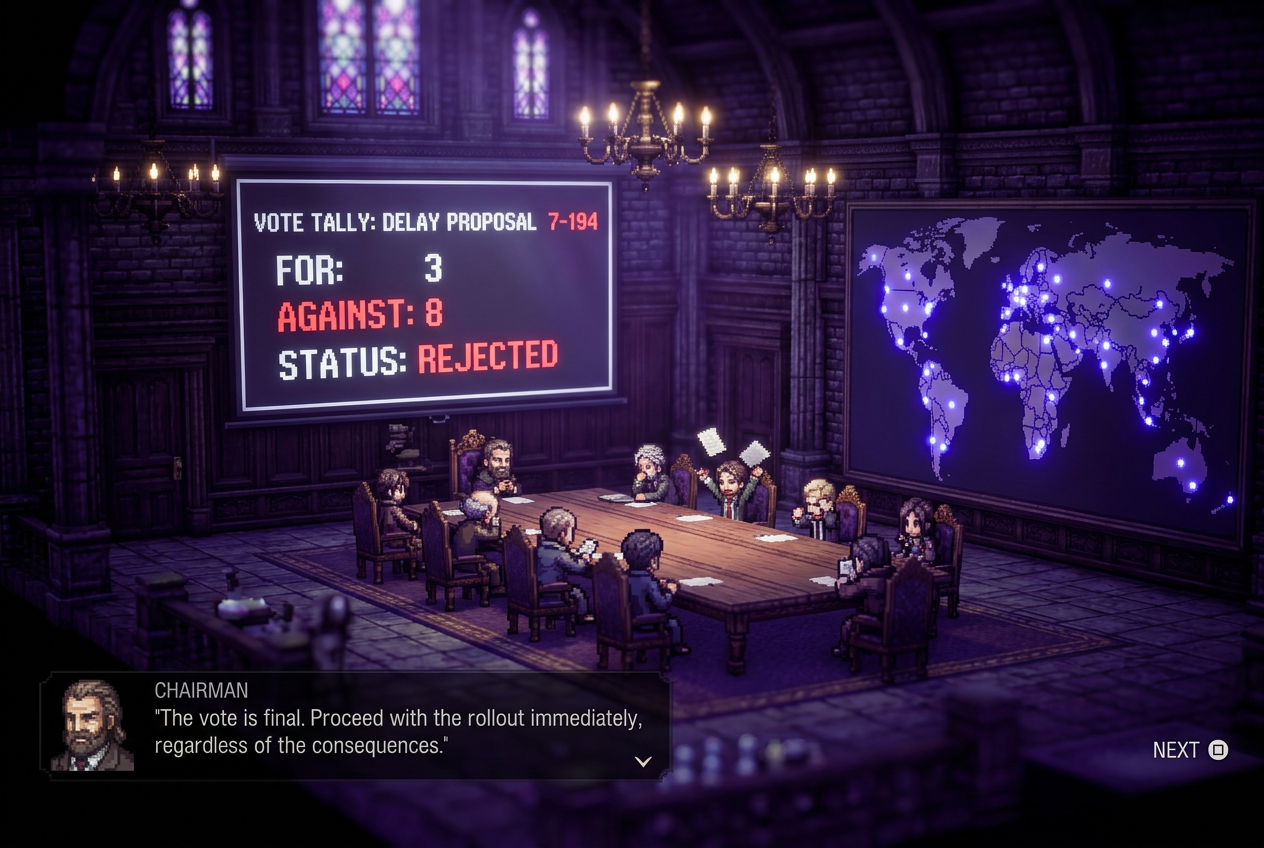 VOTE TALLY: DELAY PROPOSAL 7-194
FOR: 3
AGAINST: 8
STATUS: REJECTED
CHAIRMAN
"The vote is final. Proceed with the rollout immediately,
regardless of the consequences."
NEXT